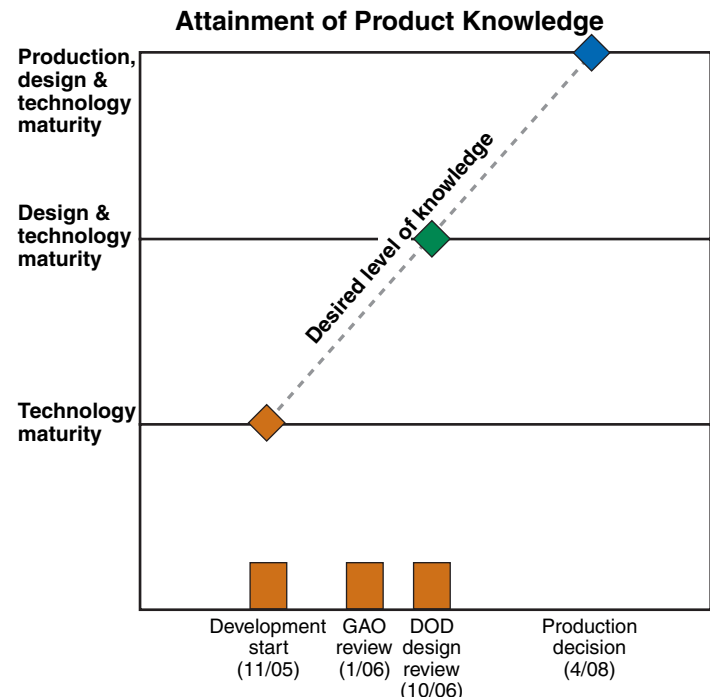 Attainment of Product Knowledge
Production,
design &
technology
maturity
Design &
technology
maturity
Desired level of knowledge
Technology
maturity
Development
start
(11/05)
GAO
review
(1/06)
DOD
design
review
(10/06)
Production
decision
(4/08)